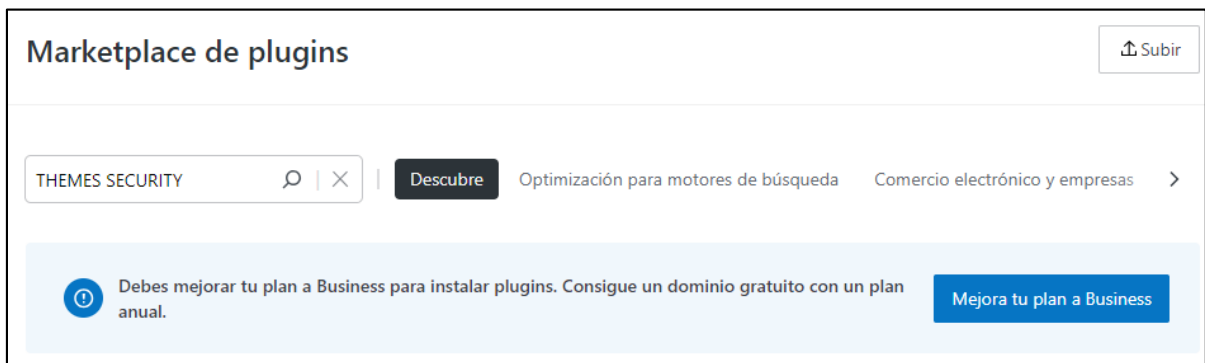 Marketplace de plugins
Subir
THEMES SECURITY
Descubre
Optimización para motores de búsqueda
Comercio electrónico y empresas
Debes mejorar tu plan a Business para instalar plugins. Consigue un dominio gratuito con un plan
anual.
Mejora tu plan a Business